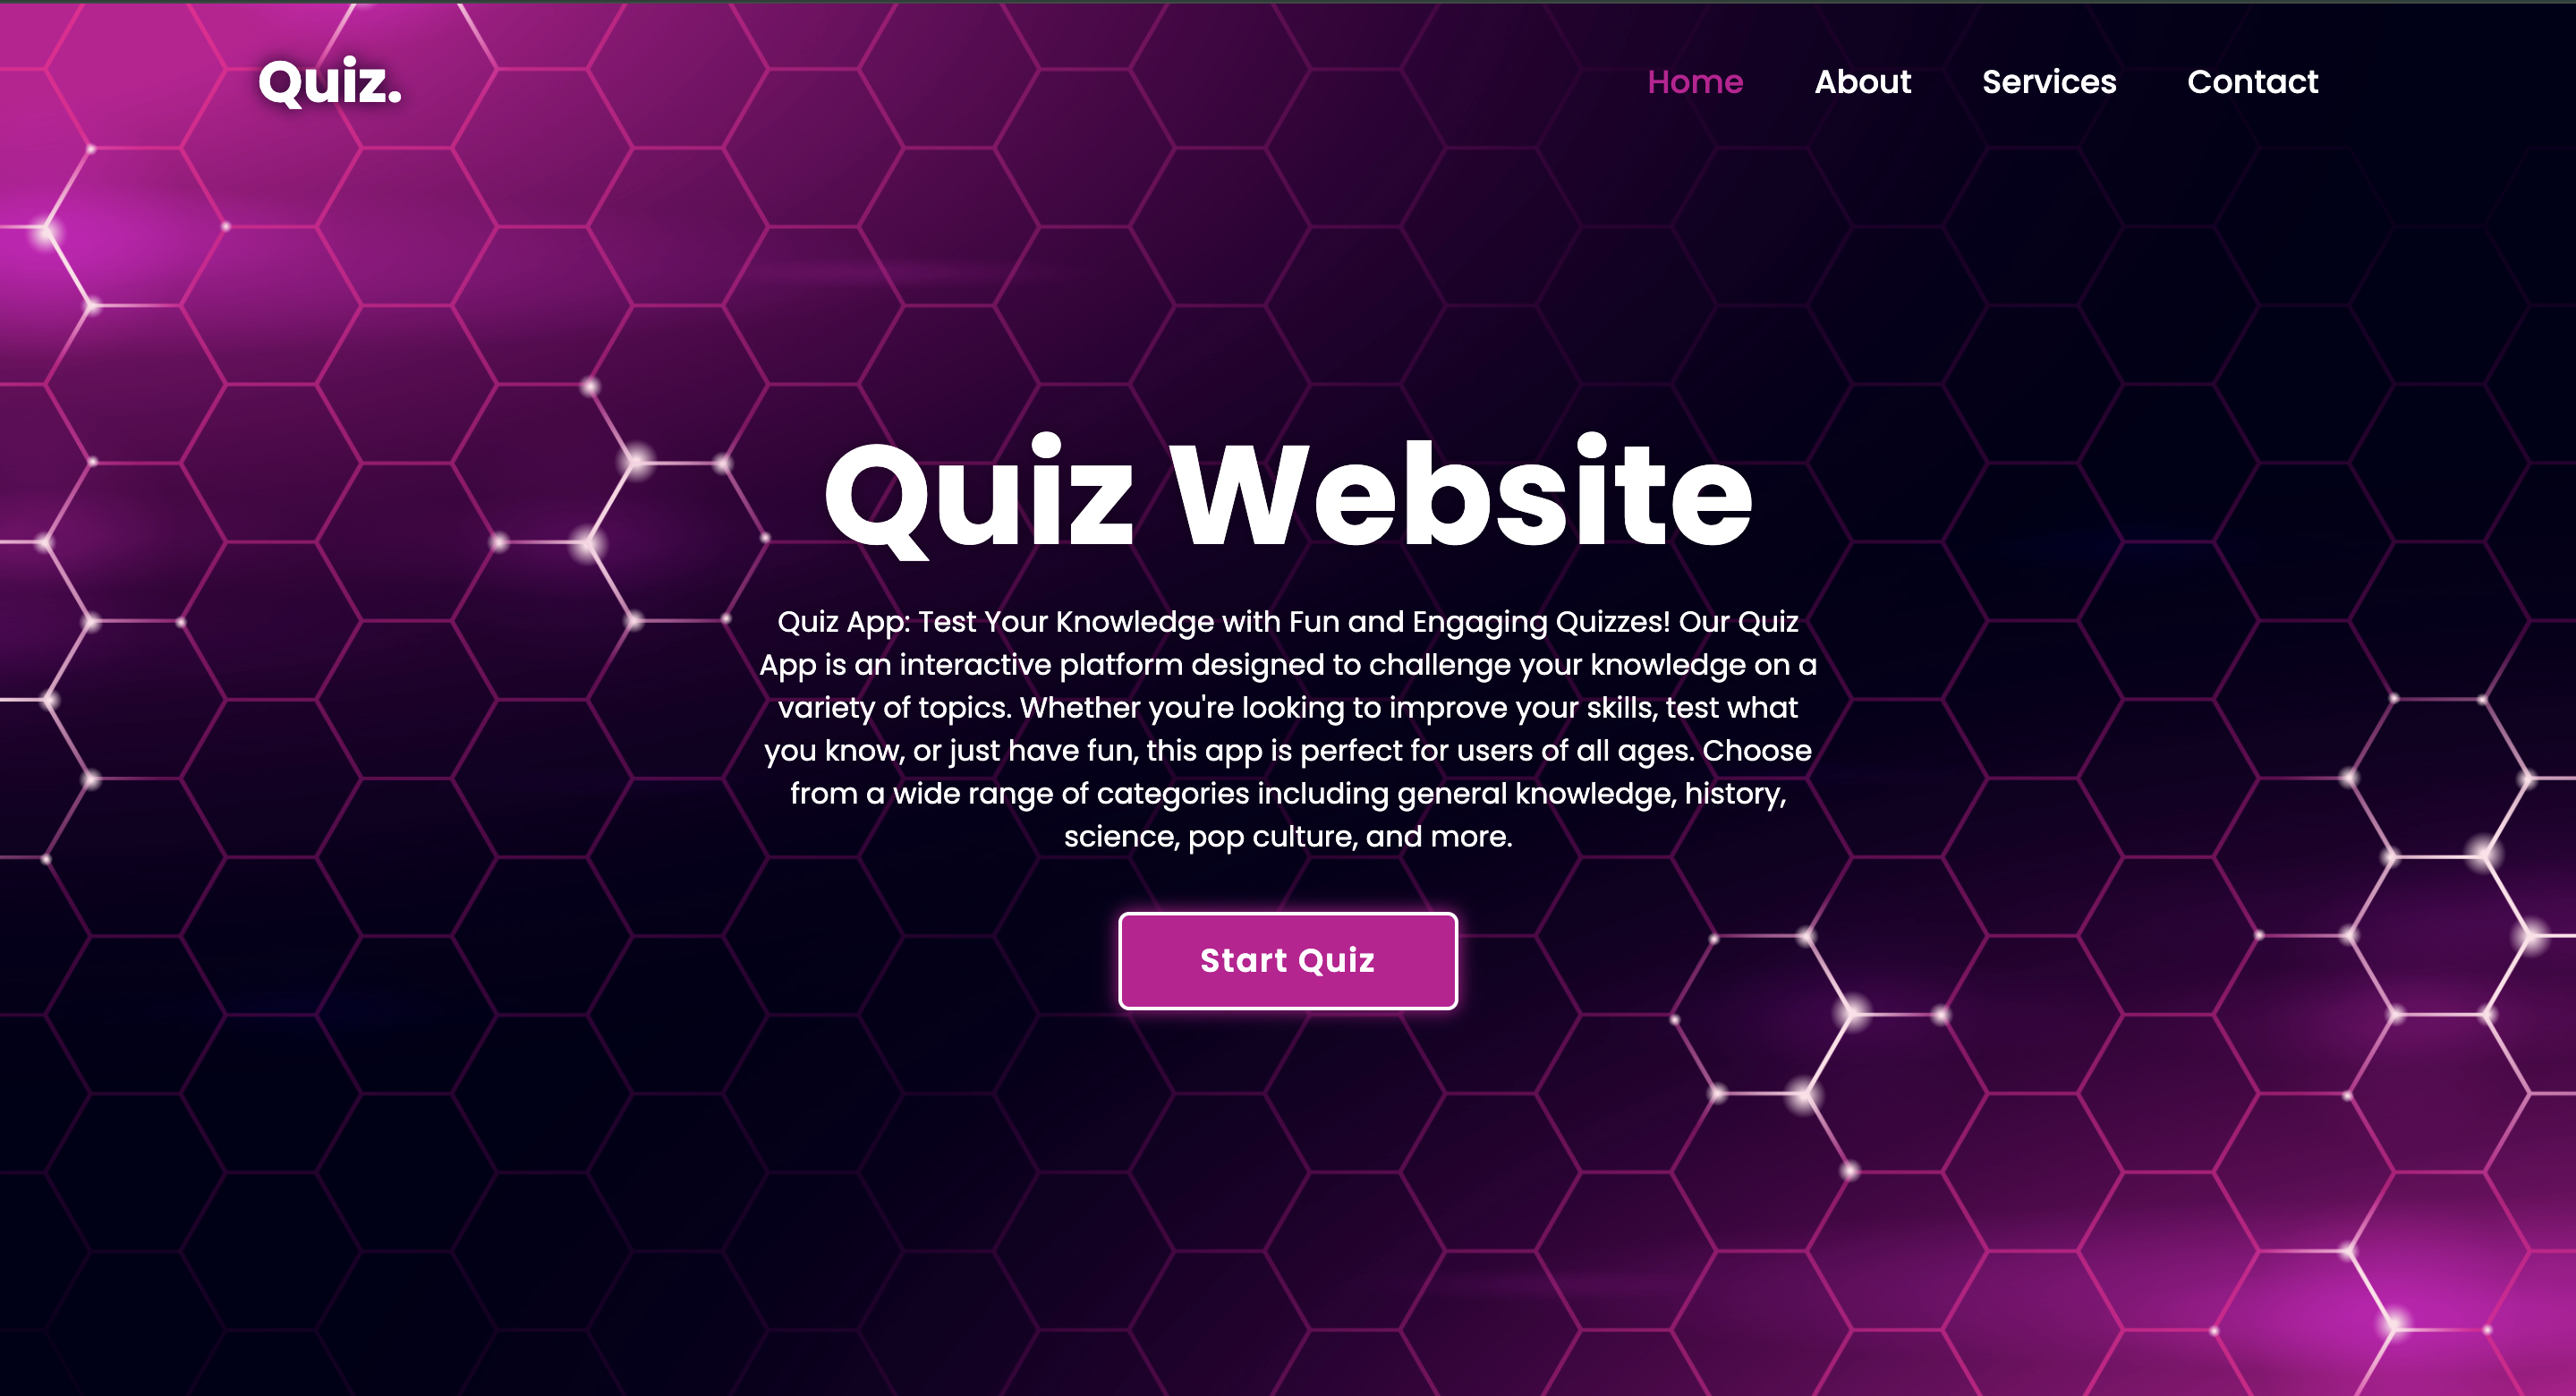 Quiz.
Home About Services Contact
Quiz Website
Quiz App: Test Your Knowledge with Fun and Engaging Quizzes! Our Quiz
App is an interactive platform designed to challenge your knowledge on a
variety of topics. Whether you're looking to improve your skills, test what
you know, or just have fun, this app is perfect for users of all ages. Choose
from a wide range of categories including general knowledge, history,
science, pop culture, and more.
Start Quiz